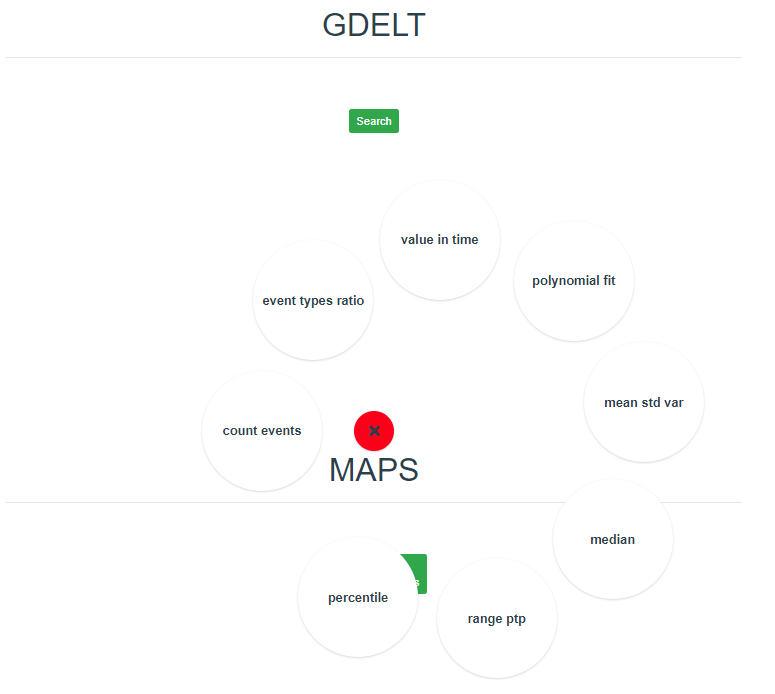 GDELT
Search
value in time
polynomial fit
event types ratio
mean std var
count events
MAPS
median
percentile
range ptp